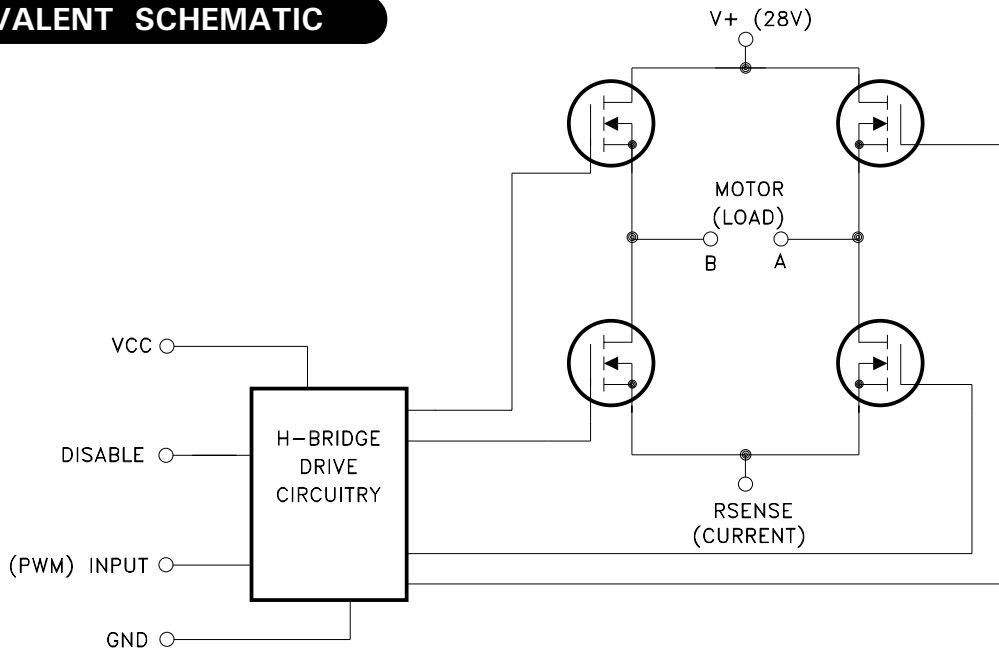 VALENT SCHEMATIC
V+ (28V)
MOTOR
(LOAD)
B A
VCC
DISABLE
H-BRIDGE
DRIVE
CIRCUITRY
RSENSE
(CURRENT)
(PWM) INPUT
GND